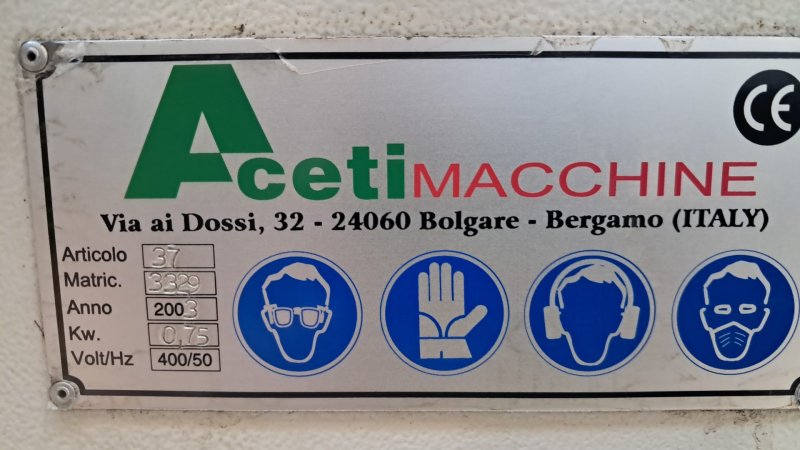 Aceti MACCHINE
CE
Via ai Dossi, 32 - 24060 Bolgare - Bergamo (ITALY)
Articolo 37
Matric. 3329
Anno 2003
Kw. 0,75
Volt/Hz 400/50